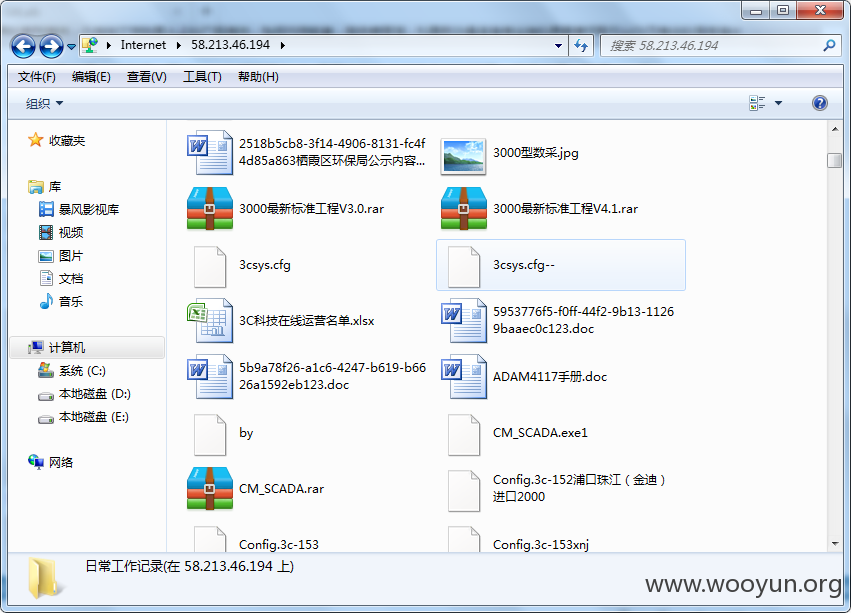 Internet 58.213.46.194
搜索 58.213.46.194
文件(F) 编辑(E) 查看(V) 工具(T) 帮助(H)
组织
收藏夹
库
暴风影视库
视频
图片
文档
音乐
计算机
系统 (C:)
本地磁盘 (D:)
本地磁盘 (E:)
网络
2518b5cb8-3f14-4906-8131-fc4f
4d85a863栖霞区环保局公示内容...
3000型数采.jpg
3000最新标准工程V3.0.rar
3000最新标准工程V4.1.rar
3csys.cfg
3csys.cfg--
3C科技在线运营名单.xlsx
5953776f5-f0ff-44f2-9b13-1126
9baaec0c123.doc
5b9a78f26-a1c6-4247-b619-b66
26a1592eb123.doc
ADAM4117手册.doc
by
CM_SCADA.exe1
CM_SCADA.rar
Config.3c-152浦口珠江（金迪）
进口2000
Config.3c-153
Config.3c-153xnj
日常工作记录(在 58.213.46.194 上)
www.wooyun.org